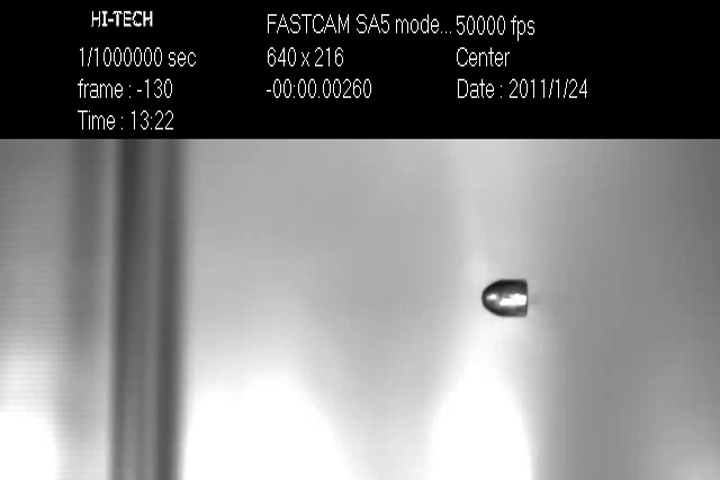 HI-TECH FASTCAM SA5 mode... 50000 fps
1/1000000 sec 640 x 216 Center
frame : -130 -00:00.00260 Date : 2011/1/24
Time : 13:22